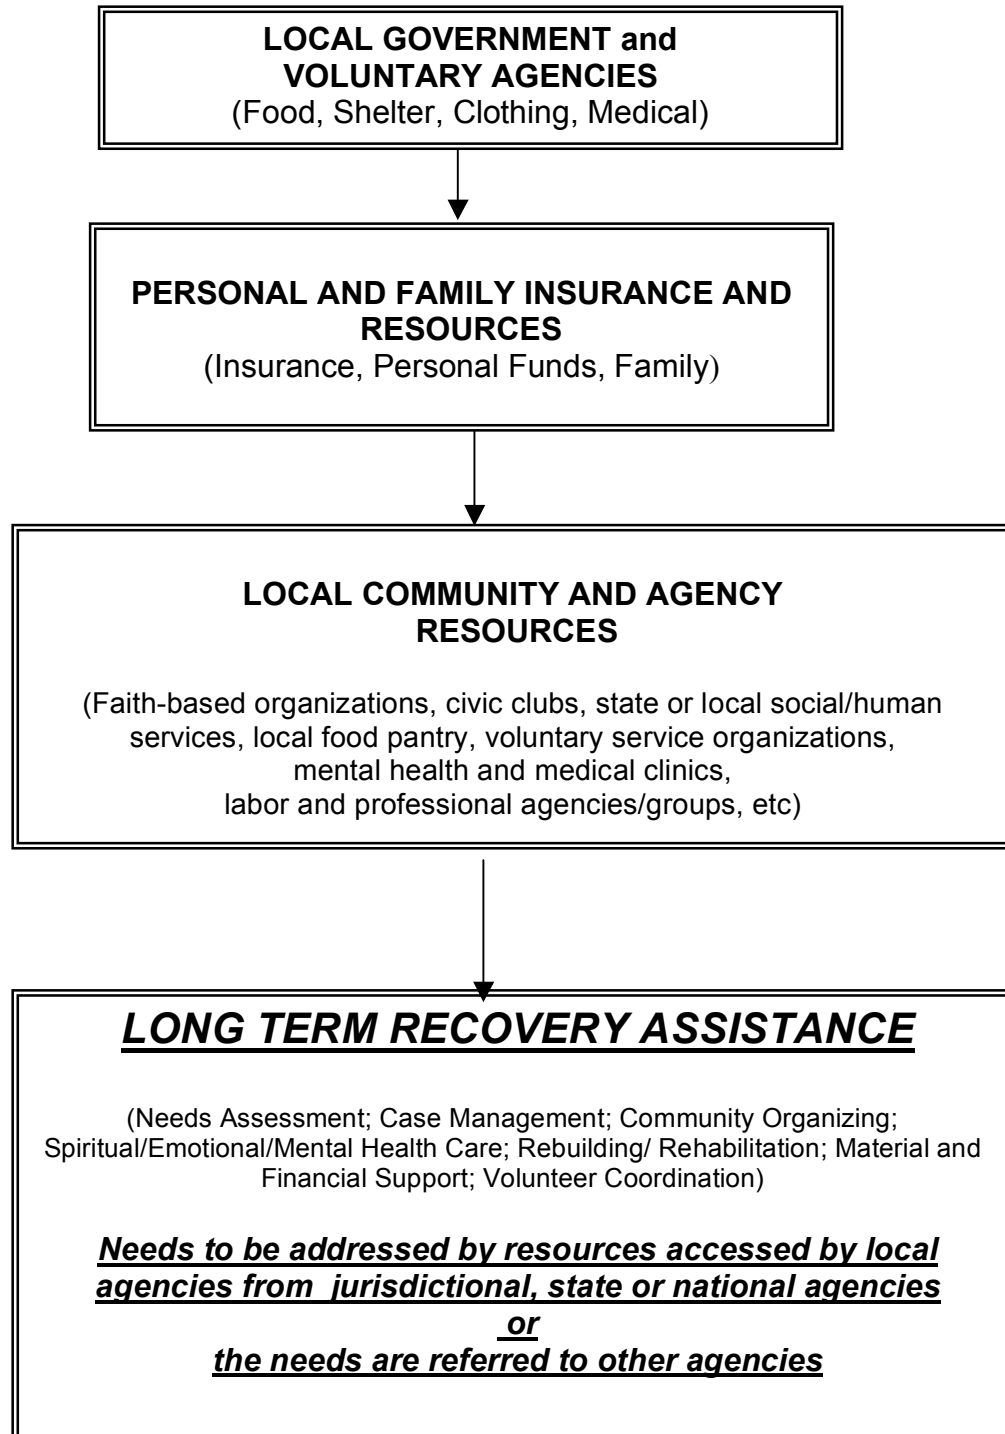 LOCAL GOVERNMENT and
VOLUNTARY AGENCIES
(Food, Shelter, Clothing, Medical)
PERSONAL AND FAMILY INSURANCE AND
RESOURCES
(Insurance, Personal Funds, Family)
LOCAL COMMUNITY AND AGENCY
RESOURCES
(Faith-based organizations, civic clubs, state or local social/human
services, local food pantry, voluntary service organizations,
mental health and medical clinics,
labor and professional agencies/groups, etc)
LONG TERM RECOVERY ASSISTANCE
(Needs Assessment; Case Management; Community Organizing;
Spiritual/Emotional/Mental Health Care; Rebuilding/ Rehabilitation; Material and
Financial Support; Volunteer Coordination)
Needs to be addressed by resources accessed by local
agencies from  jurisdictional, state or national agencies
or
the needs are referred to other agencies